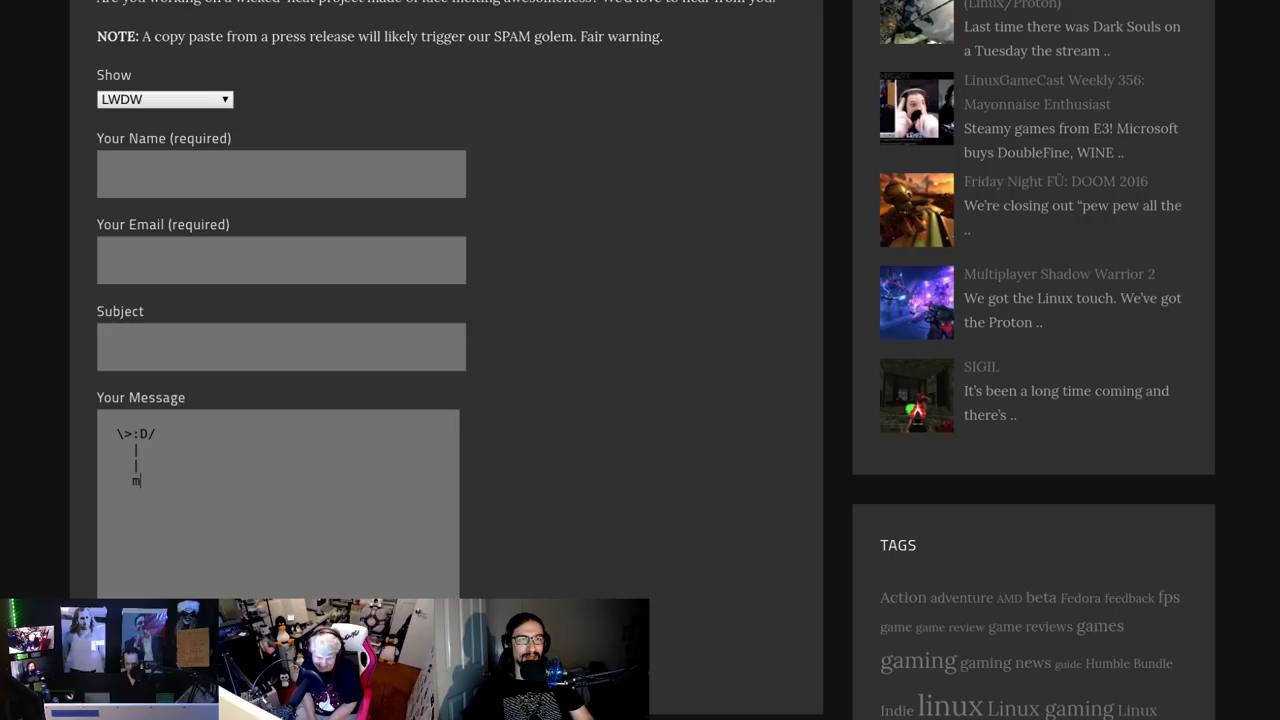 NOTE: A copy paste from a press release will likely trigger our SPAM golem. Fair warning.
Show
LWDW
Your Name (required)
Your Email (required)
Subject
Your Message
\>:D/
|
|
m
(Linux/Proton)
Last time there was Dark Souls on
a Tuesday the stream ..
LinuxGameCast Weekly 356:
Mayonnaise Enthusiast
Steamy games from E3! Microsoft
buys DoubleFine, WINE ..
Friday Night FÜ: DOOM 2016
We're closing out “pew pew all the
..
Multiplayer Shadow Warrior 2
We got the Linux touch. We've got
the Proton ..
SIGIL
It's been a long time coming and
there's ..
TAGS
Action adventure AMD beta Fedora feedback fps
game game review game reviews games
gaming gaming news guide Humble Bundle
Indie linux Linux gaming Linux